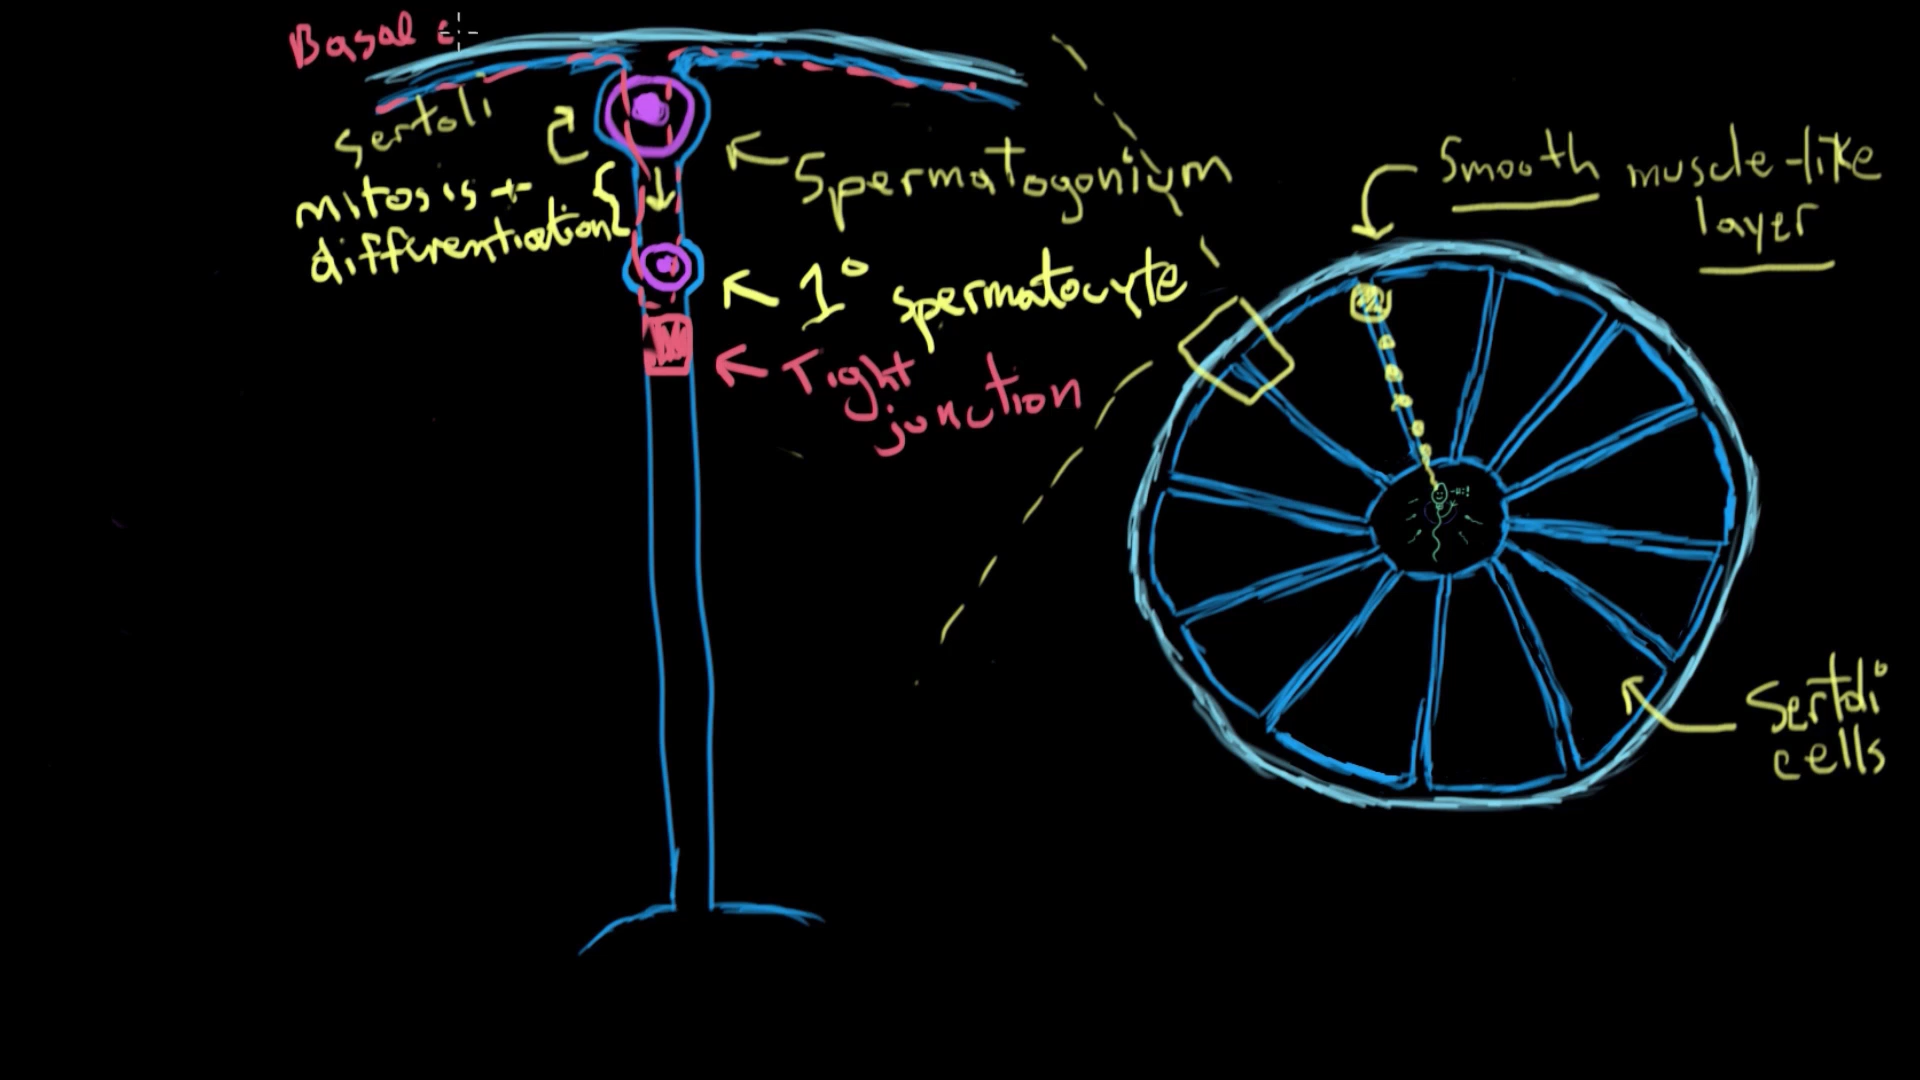 Basal c
Sertoli
mitosis +
differentiation
Spermatogonium
1° spermatocyte
Tight
junction
Smooth muscle-like
layer
Sertoli
cells